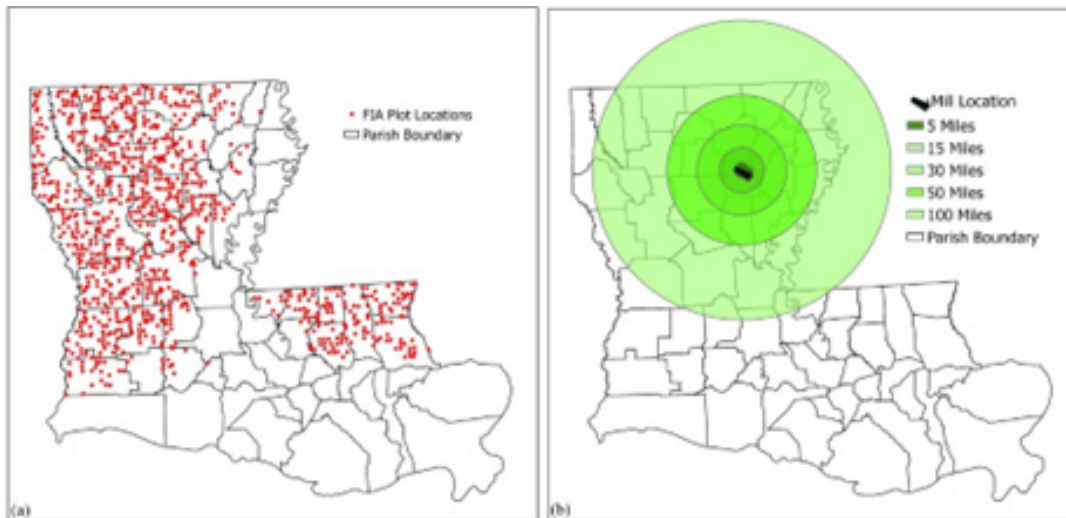 FIA Plot Locations
Parish Boundary
(a)
Mill Location
5 Miles
15 Miles
30 Miles
50 Miles
100 Miles
Parish Boundary
(b)